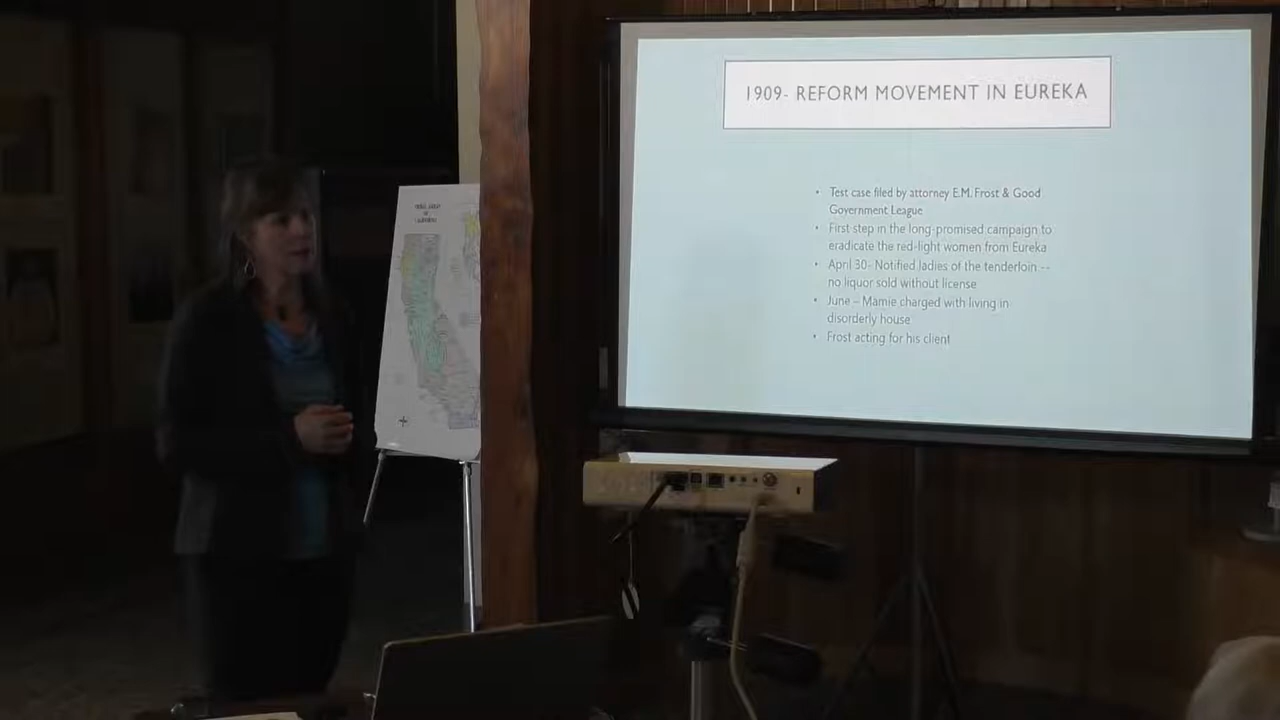 1909- REFORM MOVEMENT IN EUREKA
• Test case filed by attorney E.M. Frost & Good
Government League
• First step in the long-promised campaign to
eradicate the red-light women from Eureka
• April 30- Notified ladies of the tenderloin --
no liquor sold without license
• June – Mamie charged with living in
disorderly house
• Frost acting for his client